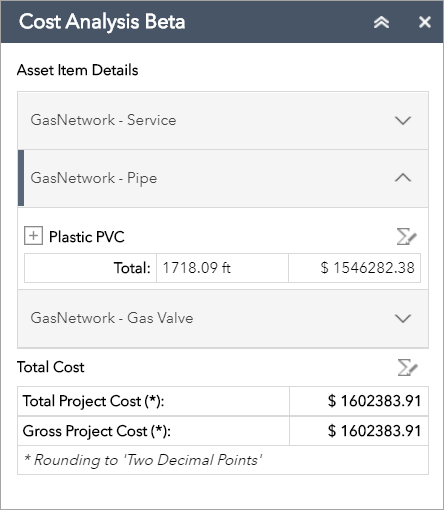 Cost Analysis Beta
Asset Item Details
GasNetwork - Service
GasNetwork - Pipe
Plastic PVC
Total: 1718.09 ft $ 1546282.38
GasNetwork - Gas Valve
Total Cost
Total Project Cost (*): $ 1602383.91
Gross Project Cost (*): $ 1602383.91
* Rounding to 'Two Decimal Points'